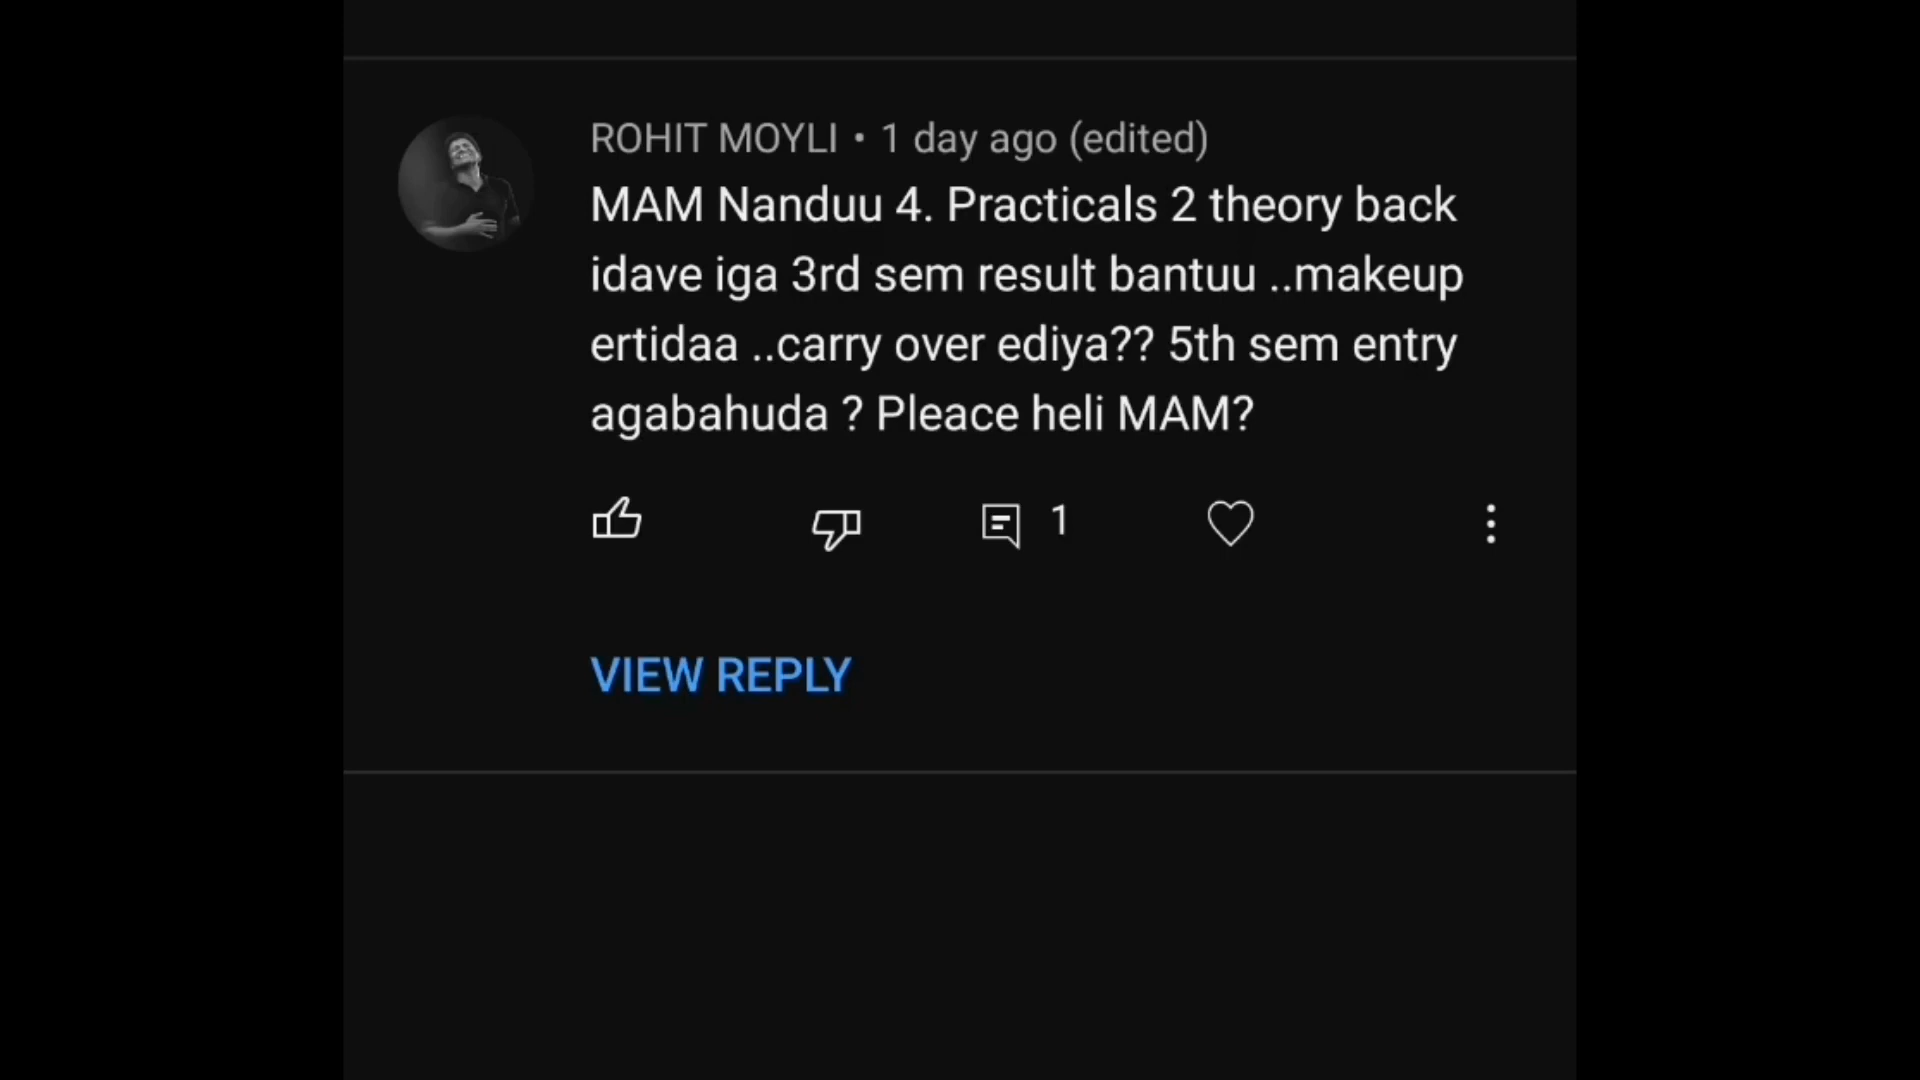 ROHIT MOYLI • 1 day ago (edited)
MAM Nanduu 4. Practicals 2 theory back
idave iga 3rd sem result bantuu ..makeup
ertidaa ..carry over ediya?? 5th sem entry
agabahuda ? Pleace heli MAM?
1
VIEW REPLY